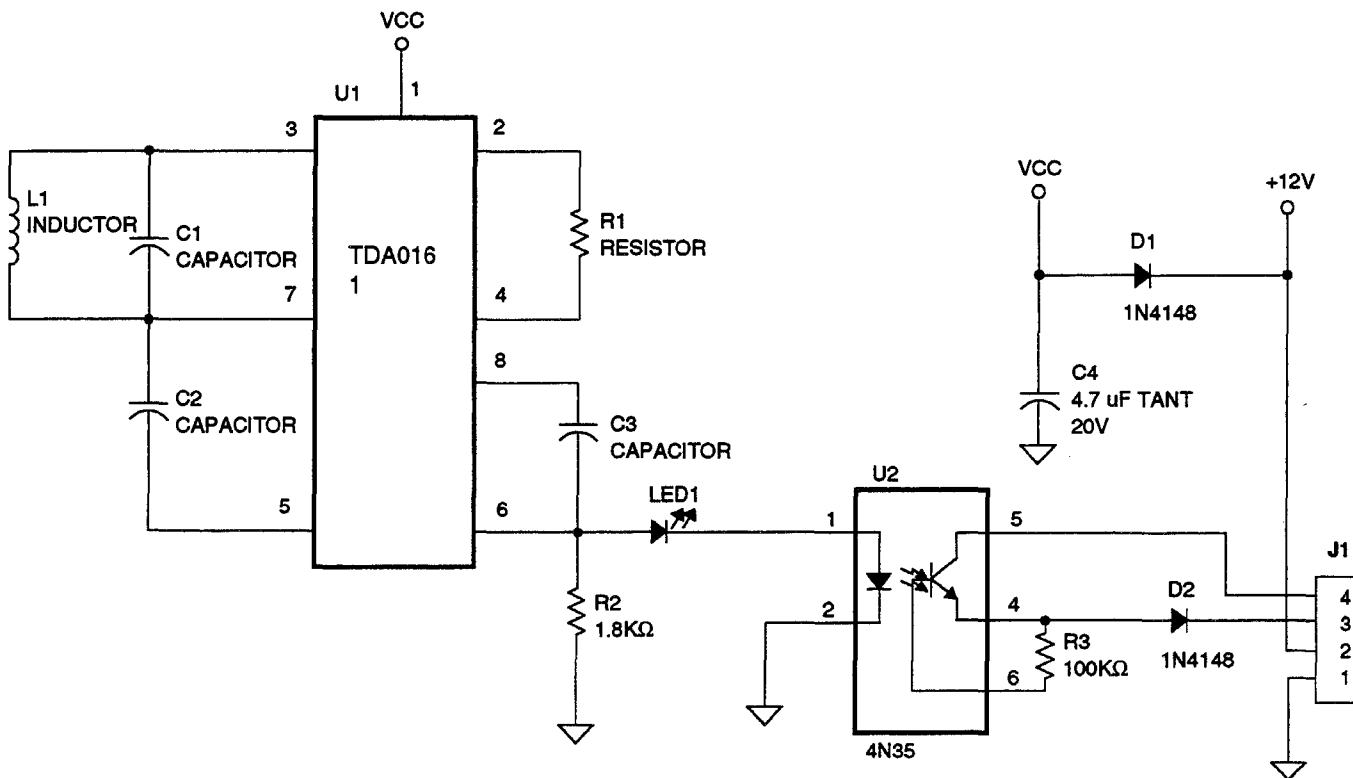 VCC
U1
1
3
2
L1
INDUCTOR
C1
CAPACITOR
TDA016
1
R1
RESISTOR
7
4
C2
CAPACITOR
8
C3
CAPACITOR
5
6
LED1
R2
1.8KΩ
VCC
+12V
D1
1N4148
C4
4.7 uF TANT
20V
U2
1
5
2
4
6
4N35
R3
100KΩ
D2
1N4148
J1
4
3
2
1